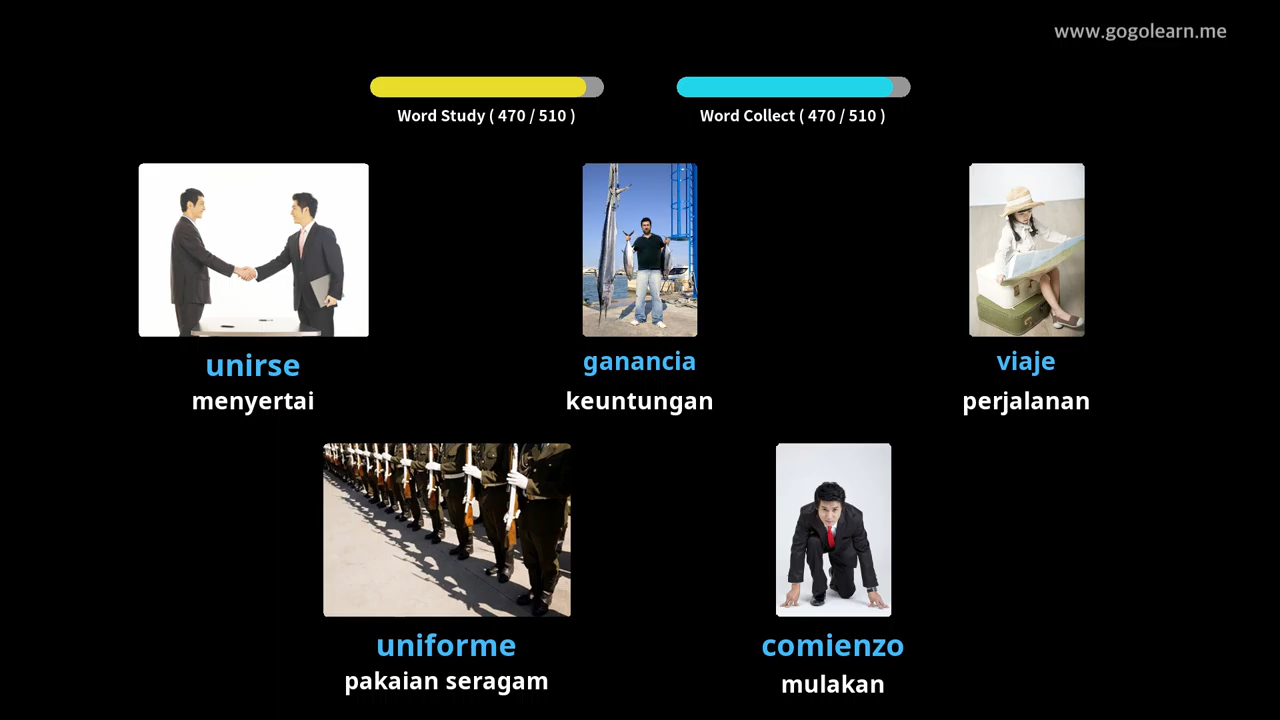 www.gogolearn.me
Word Study ( 470 / 510 )
Word Collect ( 470 / 510 )
unirse
menyertai
ganancia
keuntungan
viaje
perjalanan
uniforme
pakaian seragam
comienzo
mulakan